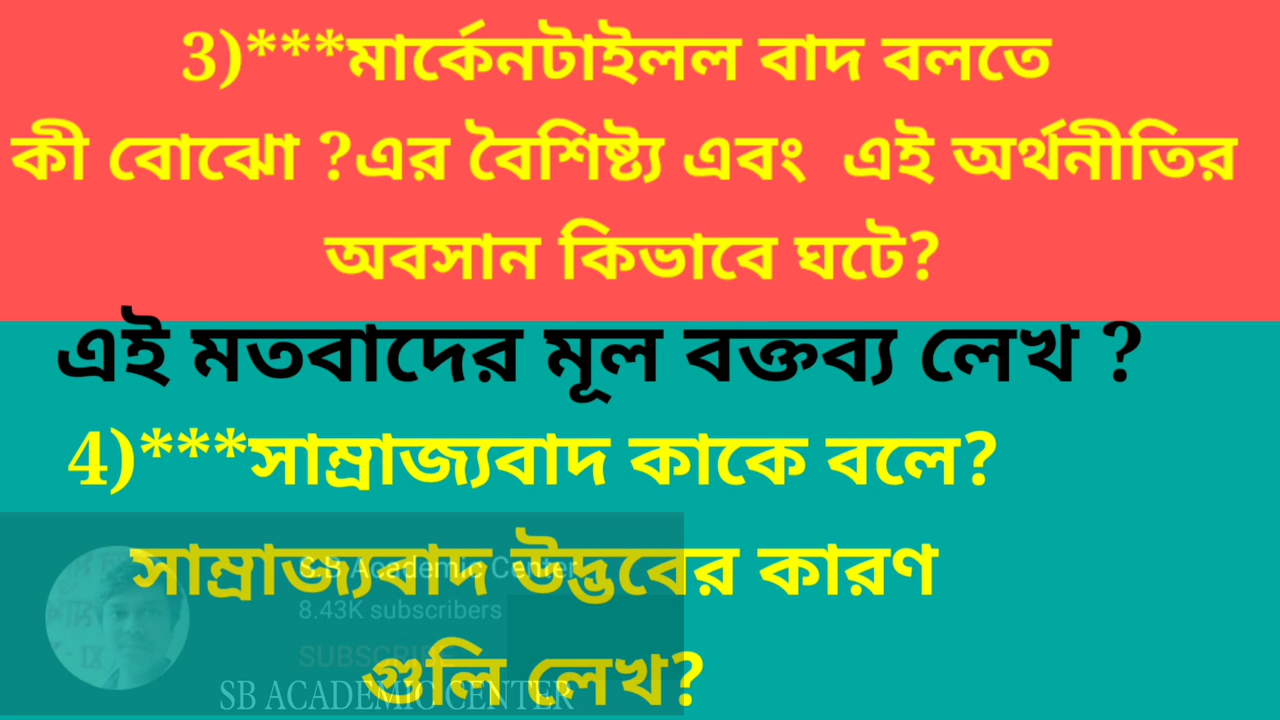 3)***মার্কেনটাইলল বাদ বলতে
কী বোঝো ?এর বৈশিষ্ট্য এবং এই অর্থনীতির
অবসান কিভাবে ঘটে?
এই মতবাদের মূল বক্তব্য লেখ ?
4)***সাম্রাজ্যবাদ কাকে বলে?
সাম্রাজ্যবাদ উদ্ভবের কারণ
S.B Academic Center
8.43K subscribers
SUBSCRIBE
গুলি লেখ?
SB ACADEMIC CENTER